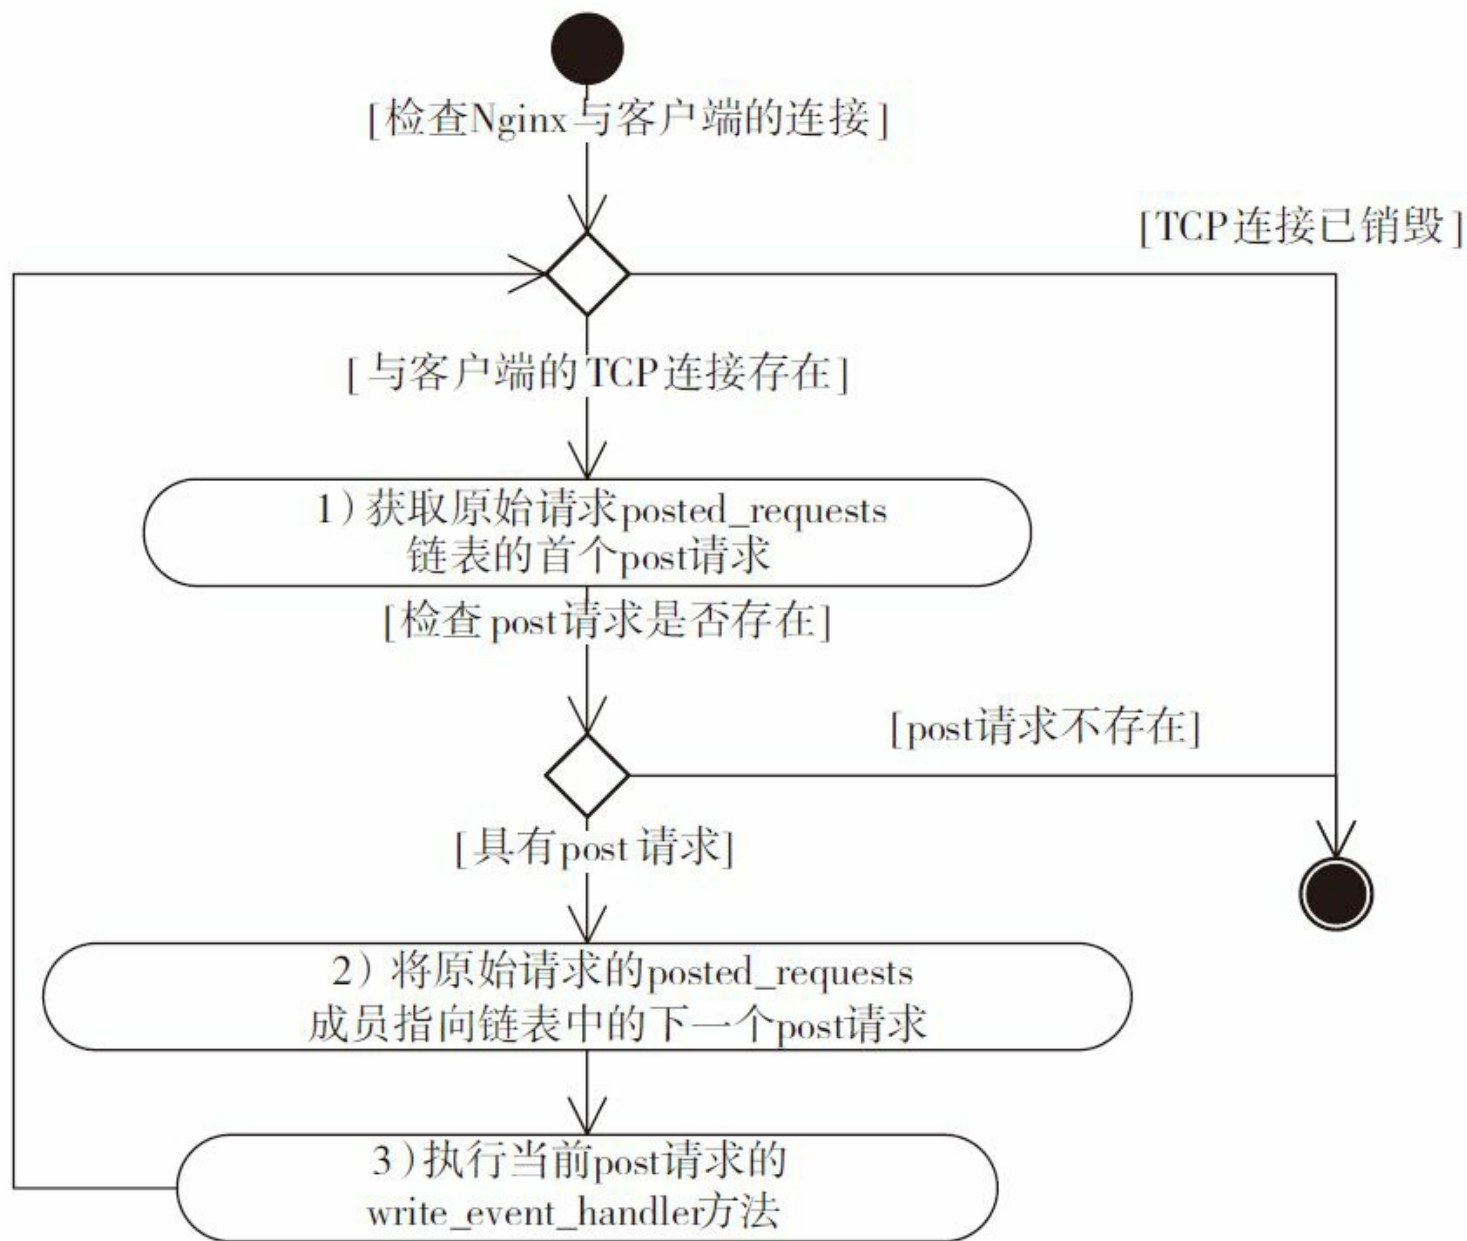 [检查Nginx与客户端的连接]
[TCP连接已销毁]
[与客户端的TCP连接存在]
1)获取原始请求posted_requests
链表的首个post请求
[检查post请求是否存在]
[post请求不存在]
[具有post请求]
2)将原始请求的posted_requests
成员指向链表中的下一个post请求
3)执行当前post请求的
write_event_handler方法